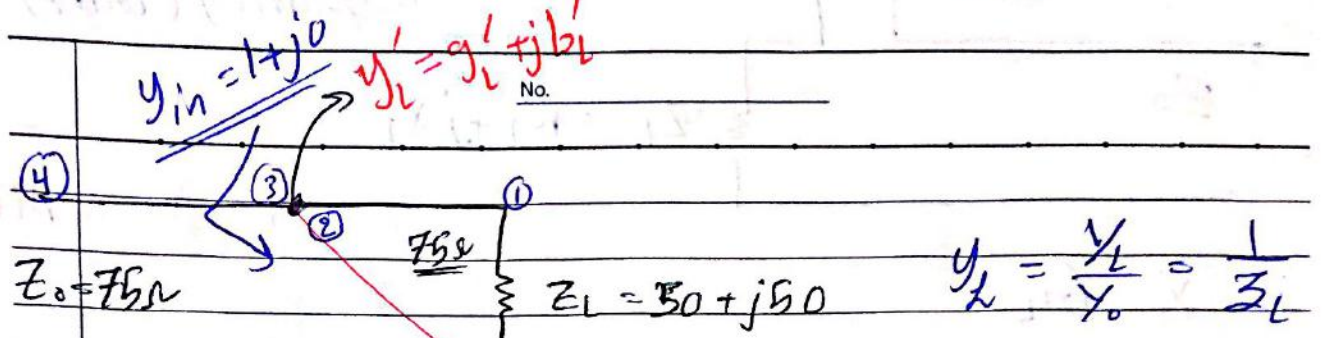 y_in = 1+j0
y'_L = g'_L + jb'_L
No.
④ ③ ② ①
75Ω
Z₀ = 75Ω
Z_L = 50 + j50
y_L = Y_L/Y₀ = 1/z_L